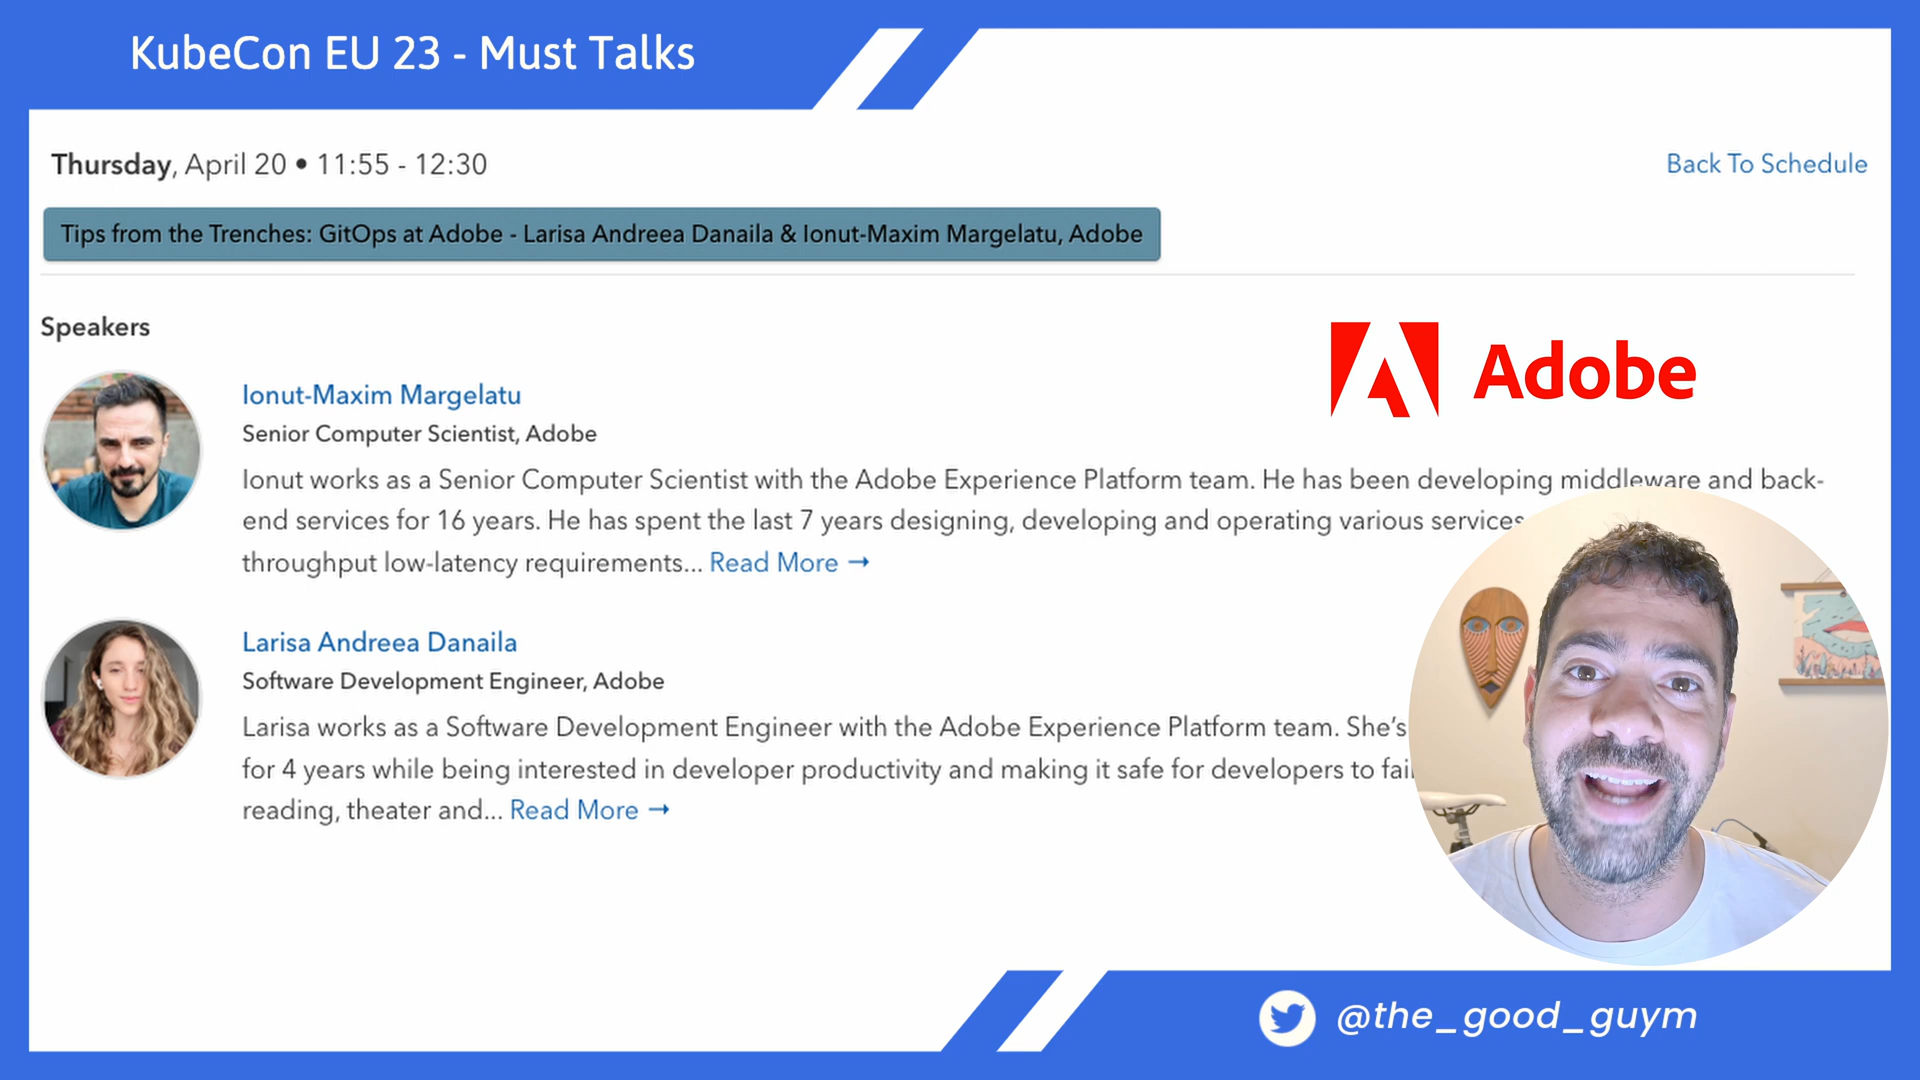 KubeCon EU 23 - Must Talks
Thursday, April 20 • 11:55 - 12:30
Back To Schedule
Tips from the Trenches: GitOps at Adobe - Larisa Andreea Danaila & Ionut-Maxim Margelatu, Adobe
Speakers
Adobe
Ionut-Maxim Margelatu
Senior Computer Scientist, Adobe
Ionut works as a Senior Computer Scientist with the Adobe Experience Platform team. He has been developing middleware and back-
end services for 16 years. He has spent the last 7 years designing, developing and operating various services
throughput low-latency requirements... Read More →
Larisa Andreea Danaila
Software Development Engineer, Adobe
Larisa works as a Software Development Engineer with the Adobe Experience Platform team. She's
for 4 years while being interested in developer productivity and making it safe for developers to
reading, theater and... Read More →
@the_good_guym